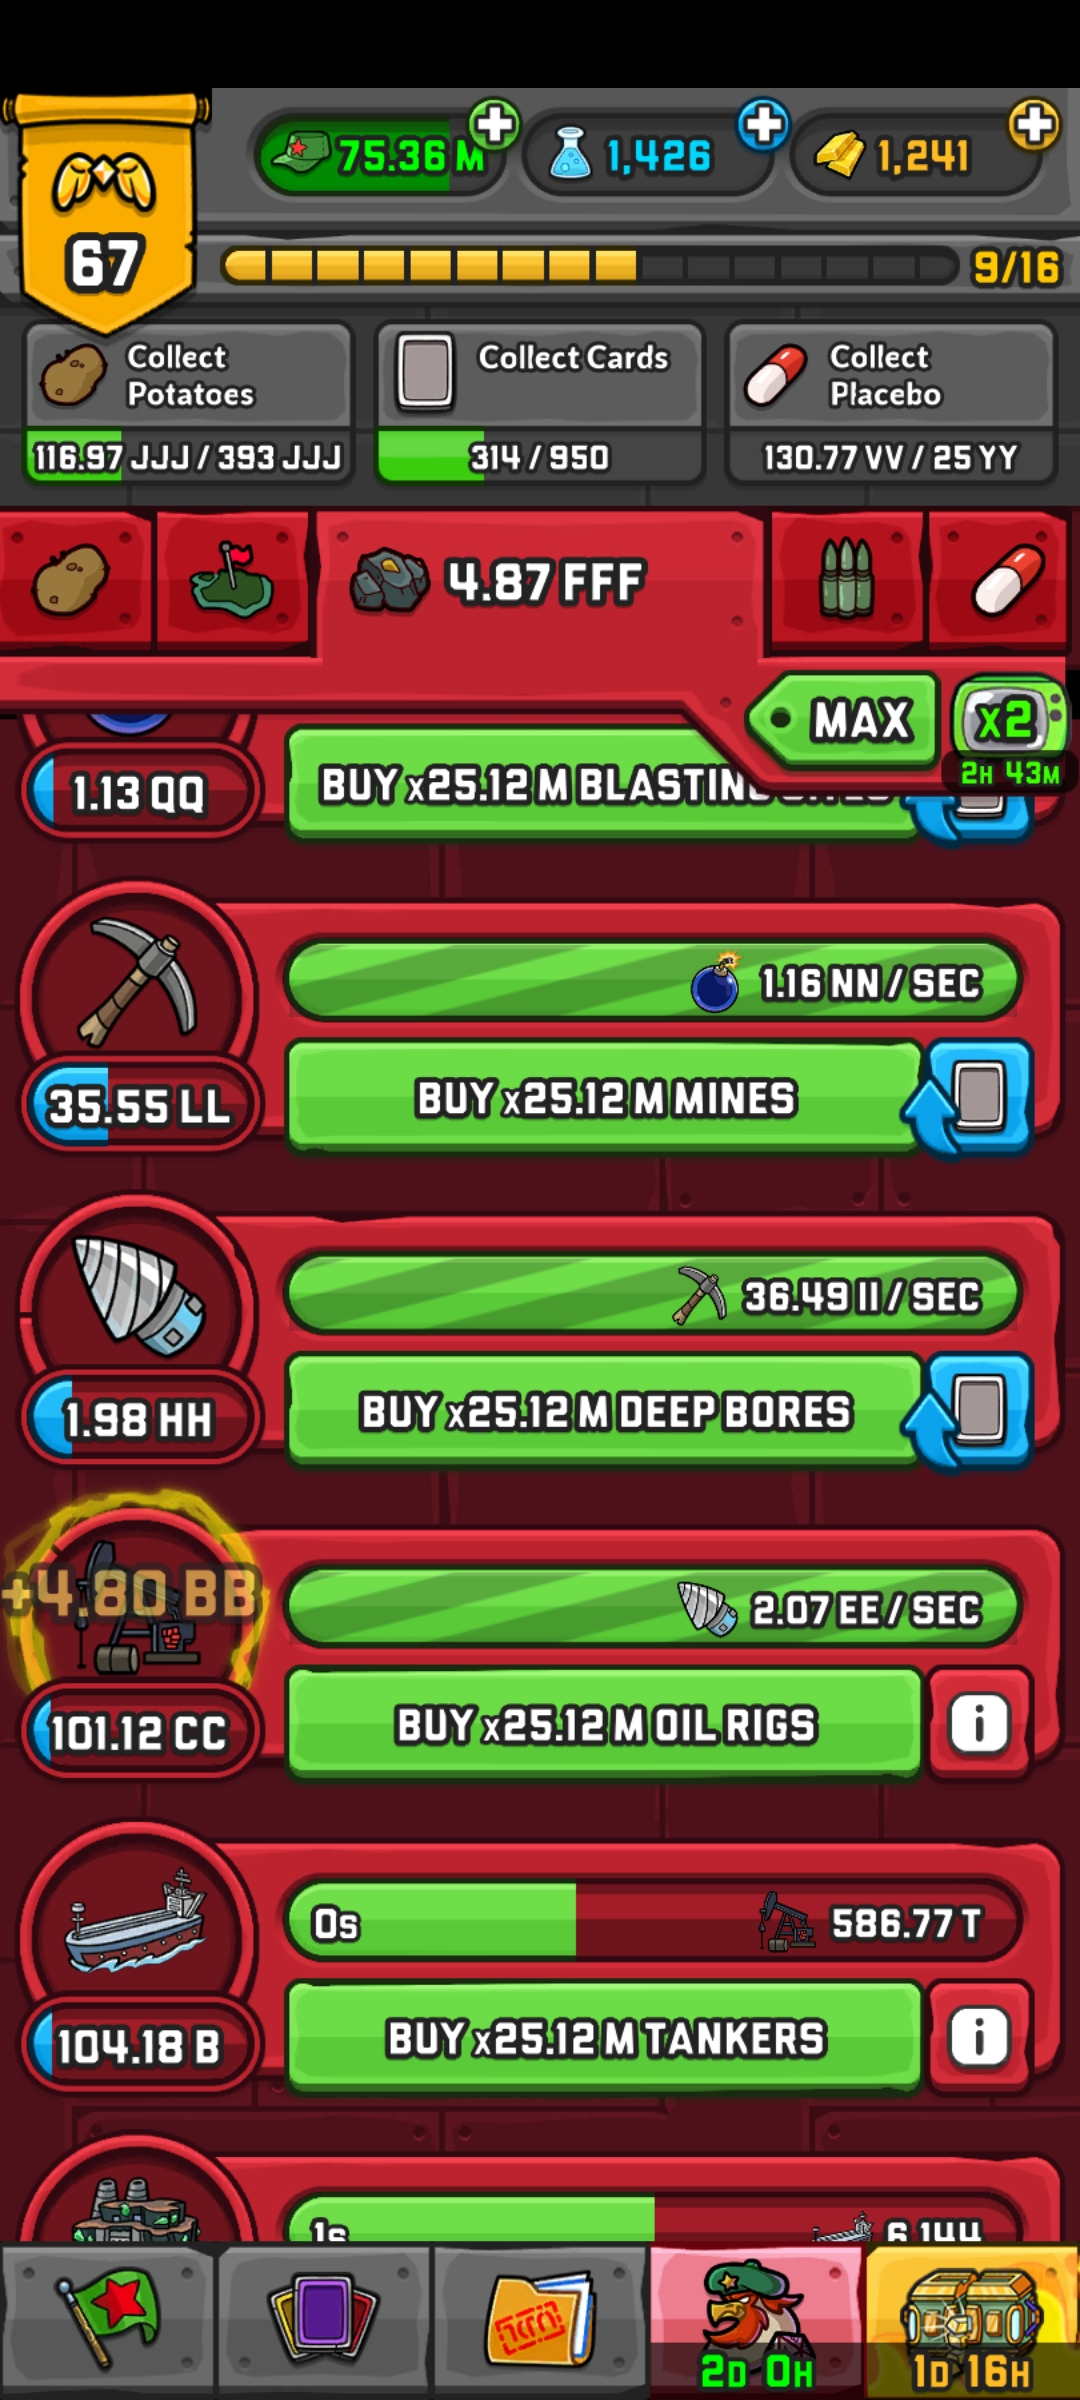 75.36 M
1,426
1,241
67
9/16
Collect
Potatoes
116.97 JJJ / 393 JJJ
Collect Cards
314 / 950
Collect
Placebo
130.77 VV / 25 YY
4.87 FFF
MAX
x2
2H 43M
1.13 QQ
BUY x25.12 M BLASTING
1.16 NN / SEC
35.55 LL
BUY x25.12 M MINES
36.49 II / SEC
1.98 HH
BUY x25.12 M DEEP BORES
+4.80 BB
2.07 EE / SEC
101.12 CC
BUY x25.12 M OIL RIGS
i
0s
586.77 T
104.18 B
BUY x25.12 M TANKERS
i
1s
2D 0H
1D 16H